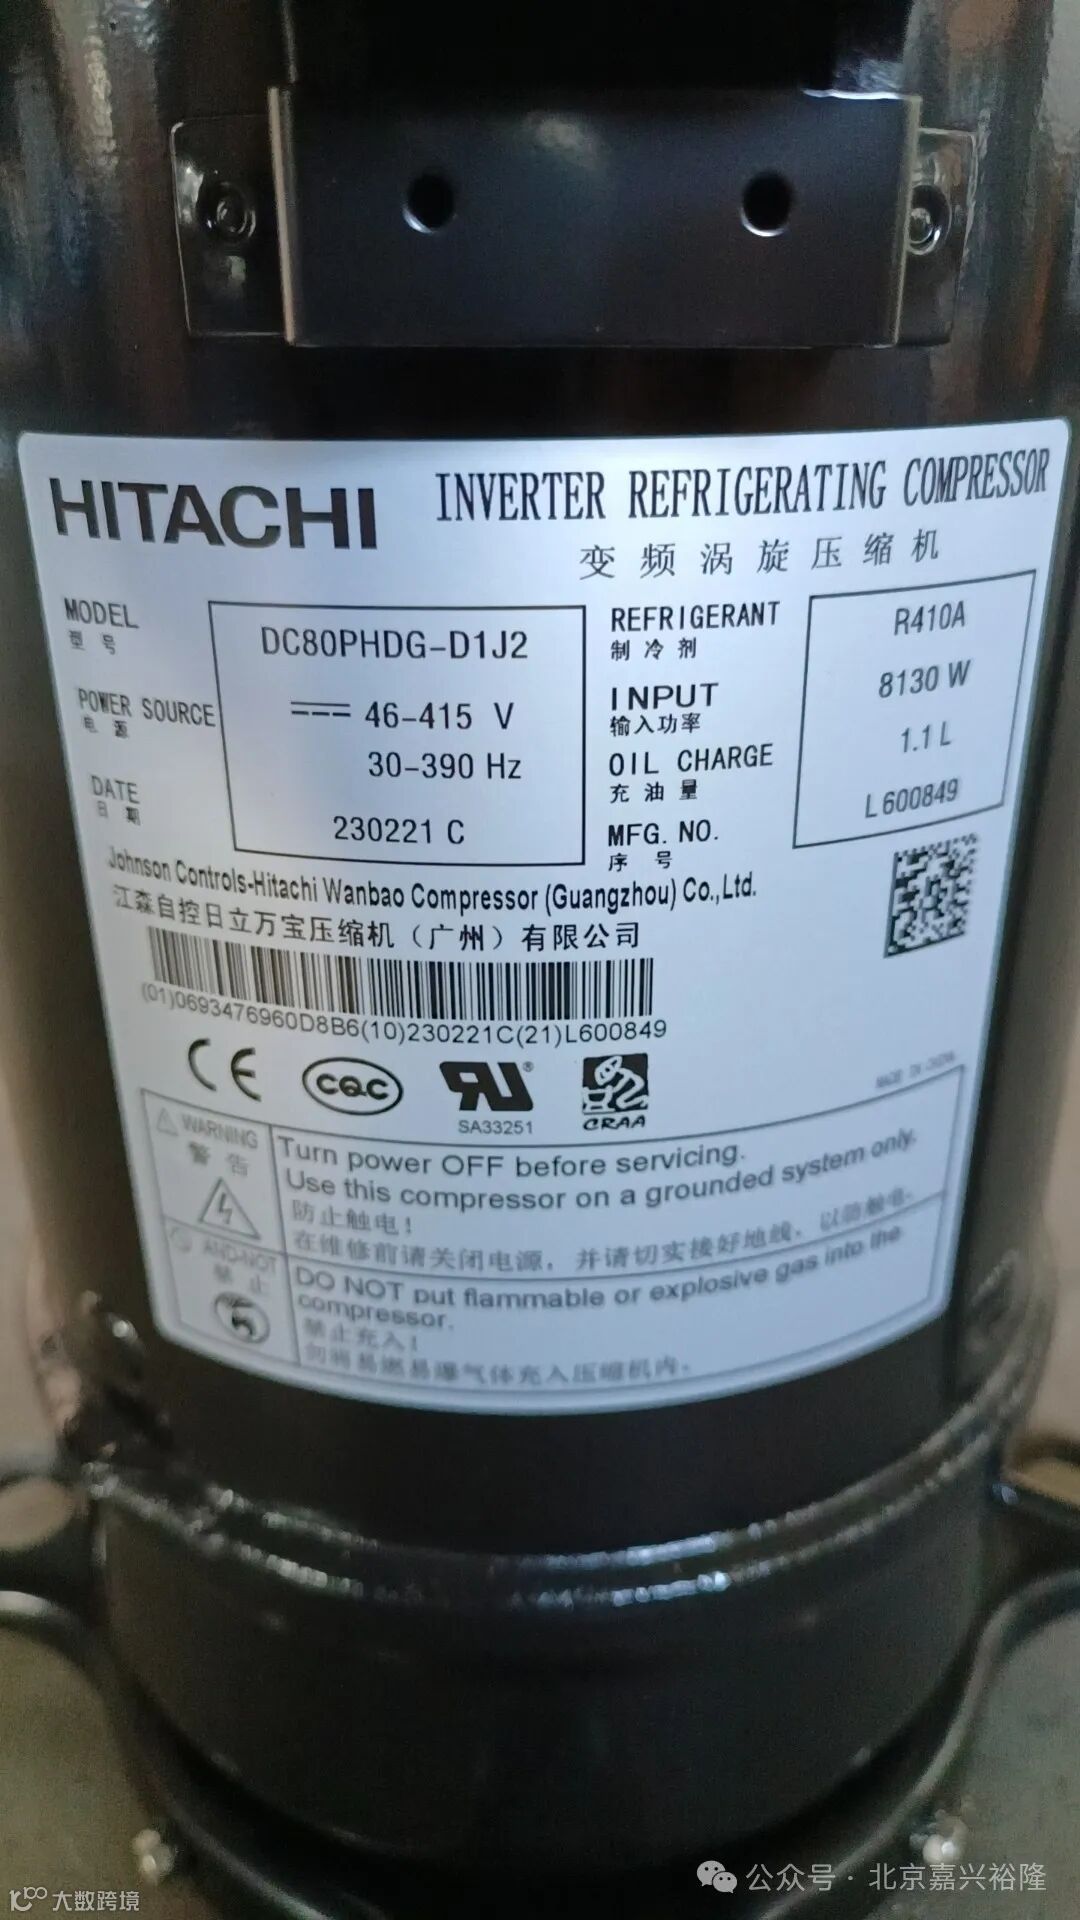 HITACHI
INVERTER REFRIGERATING COMPRESSOR
变频涡旋压缩机
MODEL
型号
DC80PHDG-D1J2
POWER SOURCE
电源
46-415 V
30-390 Hz
DATE
日期
230221 C
REFRIGERANT
制冷剂
R410A
INPUT
输入功率
8130 W
OIL CHARGE
充油量
1.1 L
MFG. NO.
序号
L600849
Johnson Controls-Hitachi Wanbao Compressor (Guangzhou) Co.,Ltd.
江森自控日立万宝压缩机（广州）有限公司
(01)0693476960D8B6(10)230221C(21)L600849
CE
CQC
SA33251
CRAA
MADE IN CHINA
WARNING
警告
Turn power OFF before servicing.
Use this compressor on a grounded system only.
防止触电！
在维修前请关闭电源，并请切实接好地线，以防触电.
AND-NOT
禁止
DO NOT put flammable or explosive gas into the
compressor.
禁止充入！
勿将易燃易爆气体充入压缩机内.
公众号·北京嘉兴裕隆
大数跨境